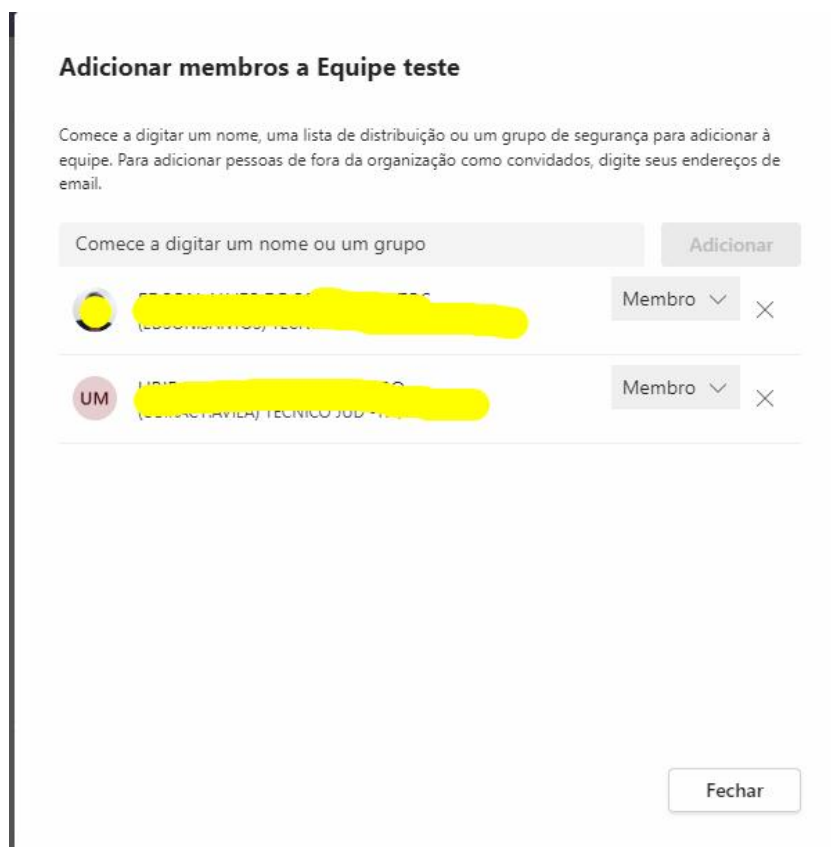 Adicionar membros a Equipe teste
Comece a digitar um nome, uma lista de distribuição ou um grupo de segurança para adicionar à
equipe. Para adicionar pessoas de fora da organização como convidados, digite seus endereços de
email.
Comece a digitar um nome ou um grupo
Adicionar
Membro
UM
Membro
TECNICO JUD
Fechar